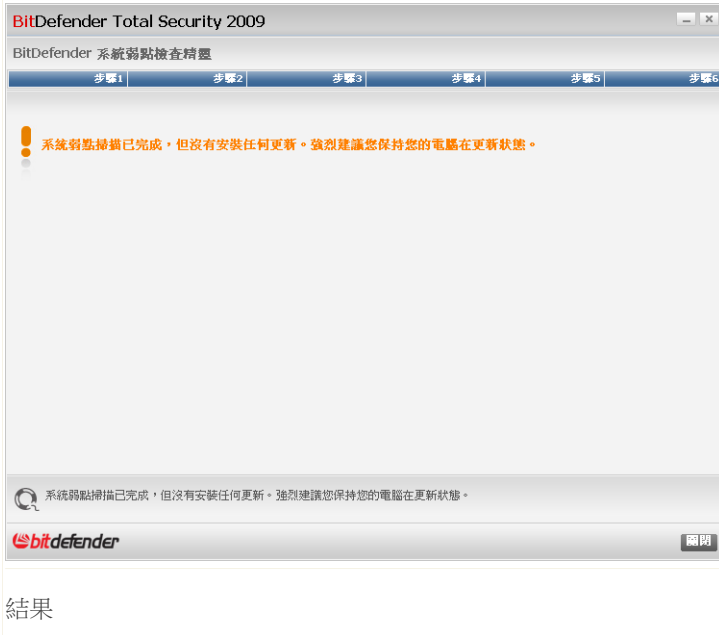 BitDefender Total Security 2009
BitDefender 系統弱點檢查精靈
步驟1 步驟2 步驟3 步驟4 步驟5 步驟6
系統弱點掃描已完成，但沒有安裝任何更新。強烈建議您保持您的電腦在更新狀態。
系統弱點掃描已完成，但沒有安裝任何更新。強烈建議您保持您的電腦在更新狀態。
bitdefender
關閉
結果